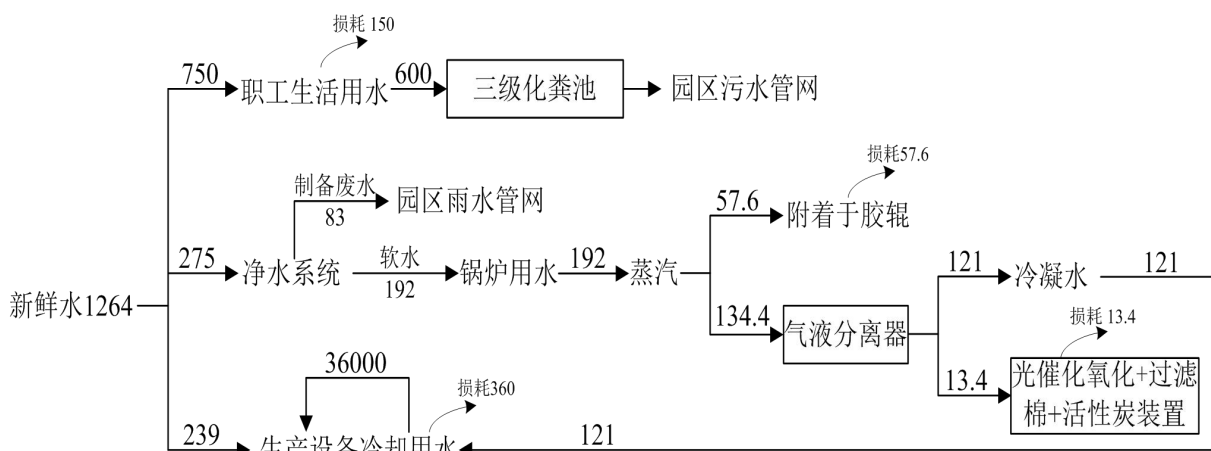 损耗 150
750
职工生活用水
600
三级化粪池
园区污水管网
制备废水
83
园区雨水管网
损耗57.6
57.6
附着于胶辊
275
净水系统
软水
192
锅炉用水
192
蒸汽
121
冷凝水
121
新鲜水1264
134.4
气液分离器
损耗 13.4
13.4
光催化氧化+过滤
棉+活性炭装置
36000
损耗360
239
生产设备冷却用水
121